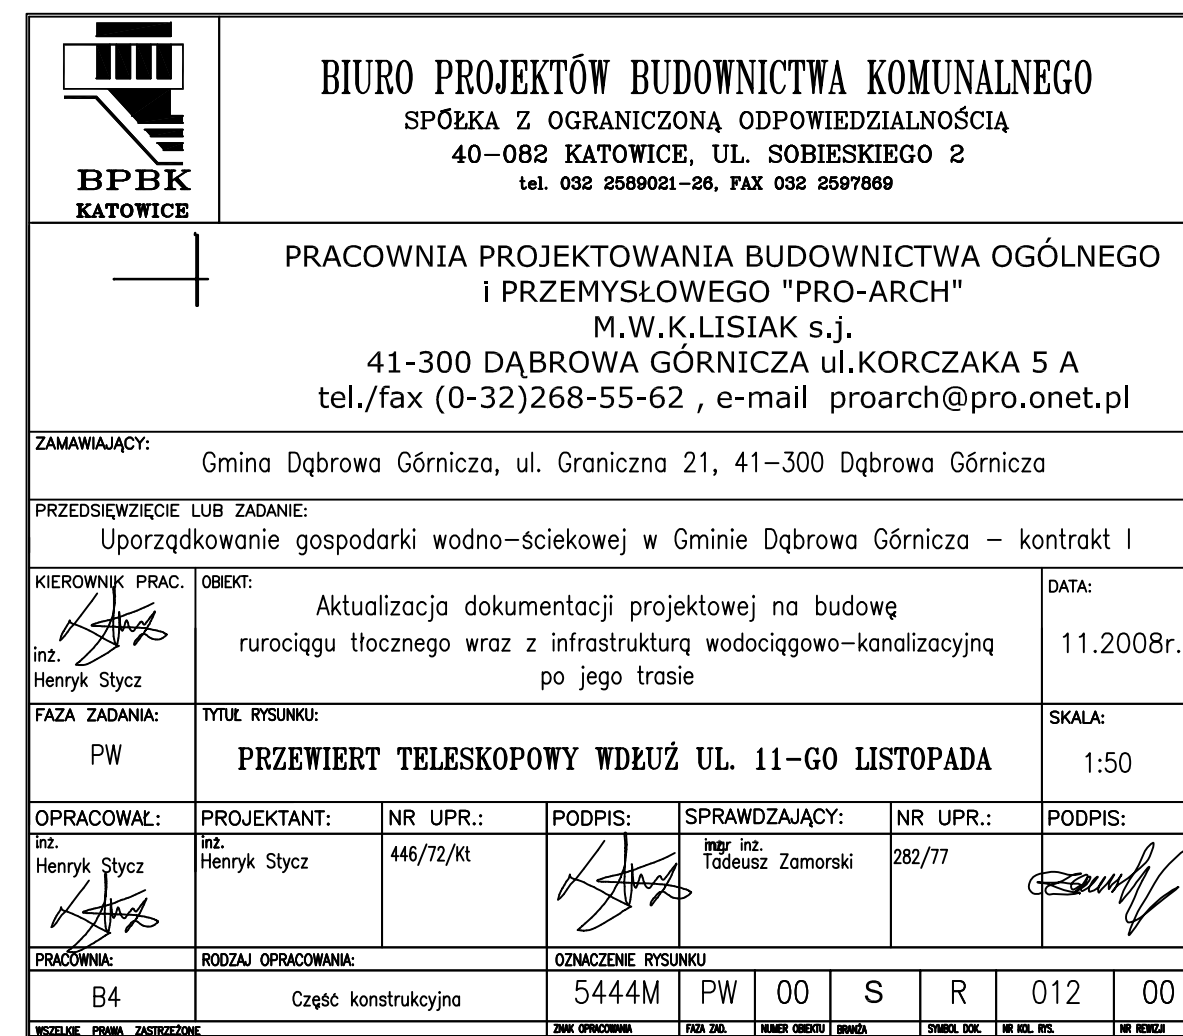 BPBK
KATOWICE
BIURO PROJEKTÓW BUDOWNICTWA KOMUNALNEGO
SPÓŁKA Z OGRANICZONĄ ODPOWIEDZIALNOŚCIĄ
40-082 KATOWICE, UL. SOBIESKIEGO 2
tel. 032 2589021-26, FAX 032 2597869
PRACOWNIA PROJEKTOWANIA BUDOWNICTWA OGÓLNEGO
i PRZEMYSŁOWEGO "PRO-ARCH"
M.W.K.LISIAK s.j.
41-300 DĄBROWA GÓRNICZA ul.KORCZAKA 5 A
tel./fax (0-32)268-55-62 , e-mail proarch@pro.onet.pl
ZAMAWIAJĄCY:
Gmina Dąbrowa Górnicza, ul. Graniczna 21, 41-300 Dąbrowa Górnicza
PRZEDSIĘWZIĘCIE LUB ZADANIE:
Uporządkowanie gospodarki wodno-ściekowej w Gminie Dąbrowa Górnicza – kontrakt I
KIEROWNIK PRAC.
inż.
Henryk Stycz
OBIEKT:
Aktualizacja dokumentacji projektowej na budowę
rurociągu tłocznego wraz z infrastrukturą wodociągowo-kanalizacyjną
po jego trasie
DATA:
11.2008r.
FAZA ZADANIA:
PW
TYTUŁ RYSUNKU:
PRZEWIERT TELESKOPOWY WDŁUŹ UL. 11-GO LISTOPADA
SKALA:
1:50
OPRACOWAŁ: PROJEKTANT: NR UPR.: PODPIS: SPRAWDZAJĄCY: NR UPR.: PODPIS:
inż.
Henryk Stycz
inż.
Henryk Stycz
446/72/Kt
inż.
Tadeusz Zamorski
282/77
PRACOWNIA: RODZAJ OPRACOWANIA: OZNACZENIE RYSUNKU
B4 Część konstrukcyjna 5444M PW 00 S R 012 00
WSZELKIE PRAWA ZASTRZEŻONE ZNAK OPRACOWANIA FAZA ZAD. NUMER OBIEKTU BRANŻA SYMBOL DOK. NR KOL. RYS. NR REWIZJI